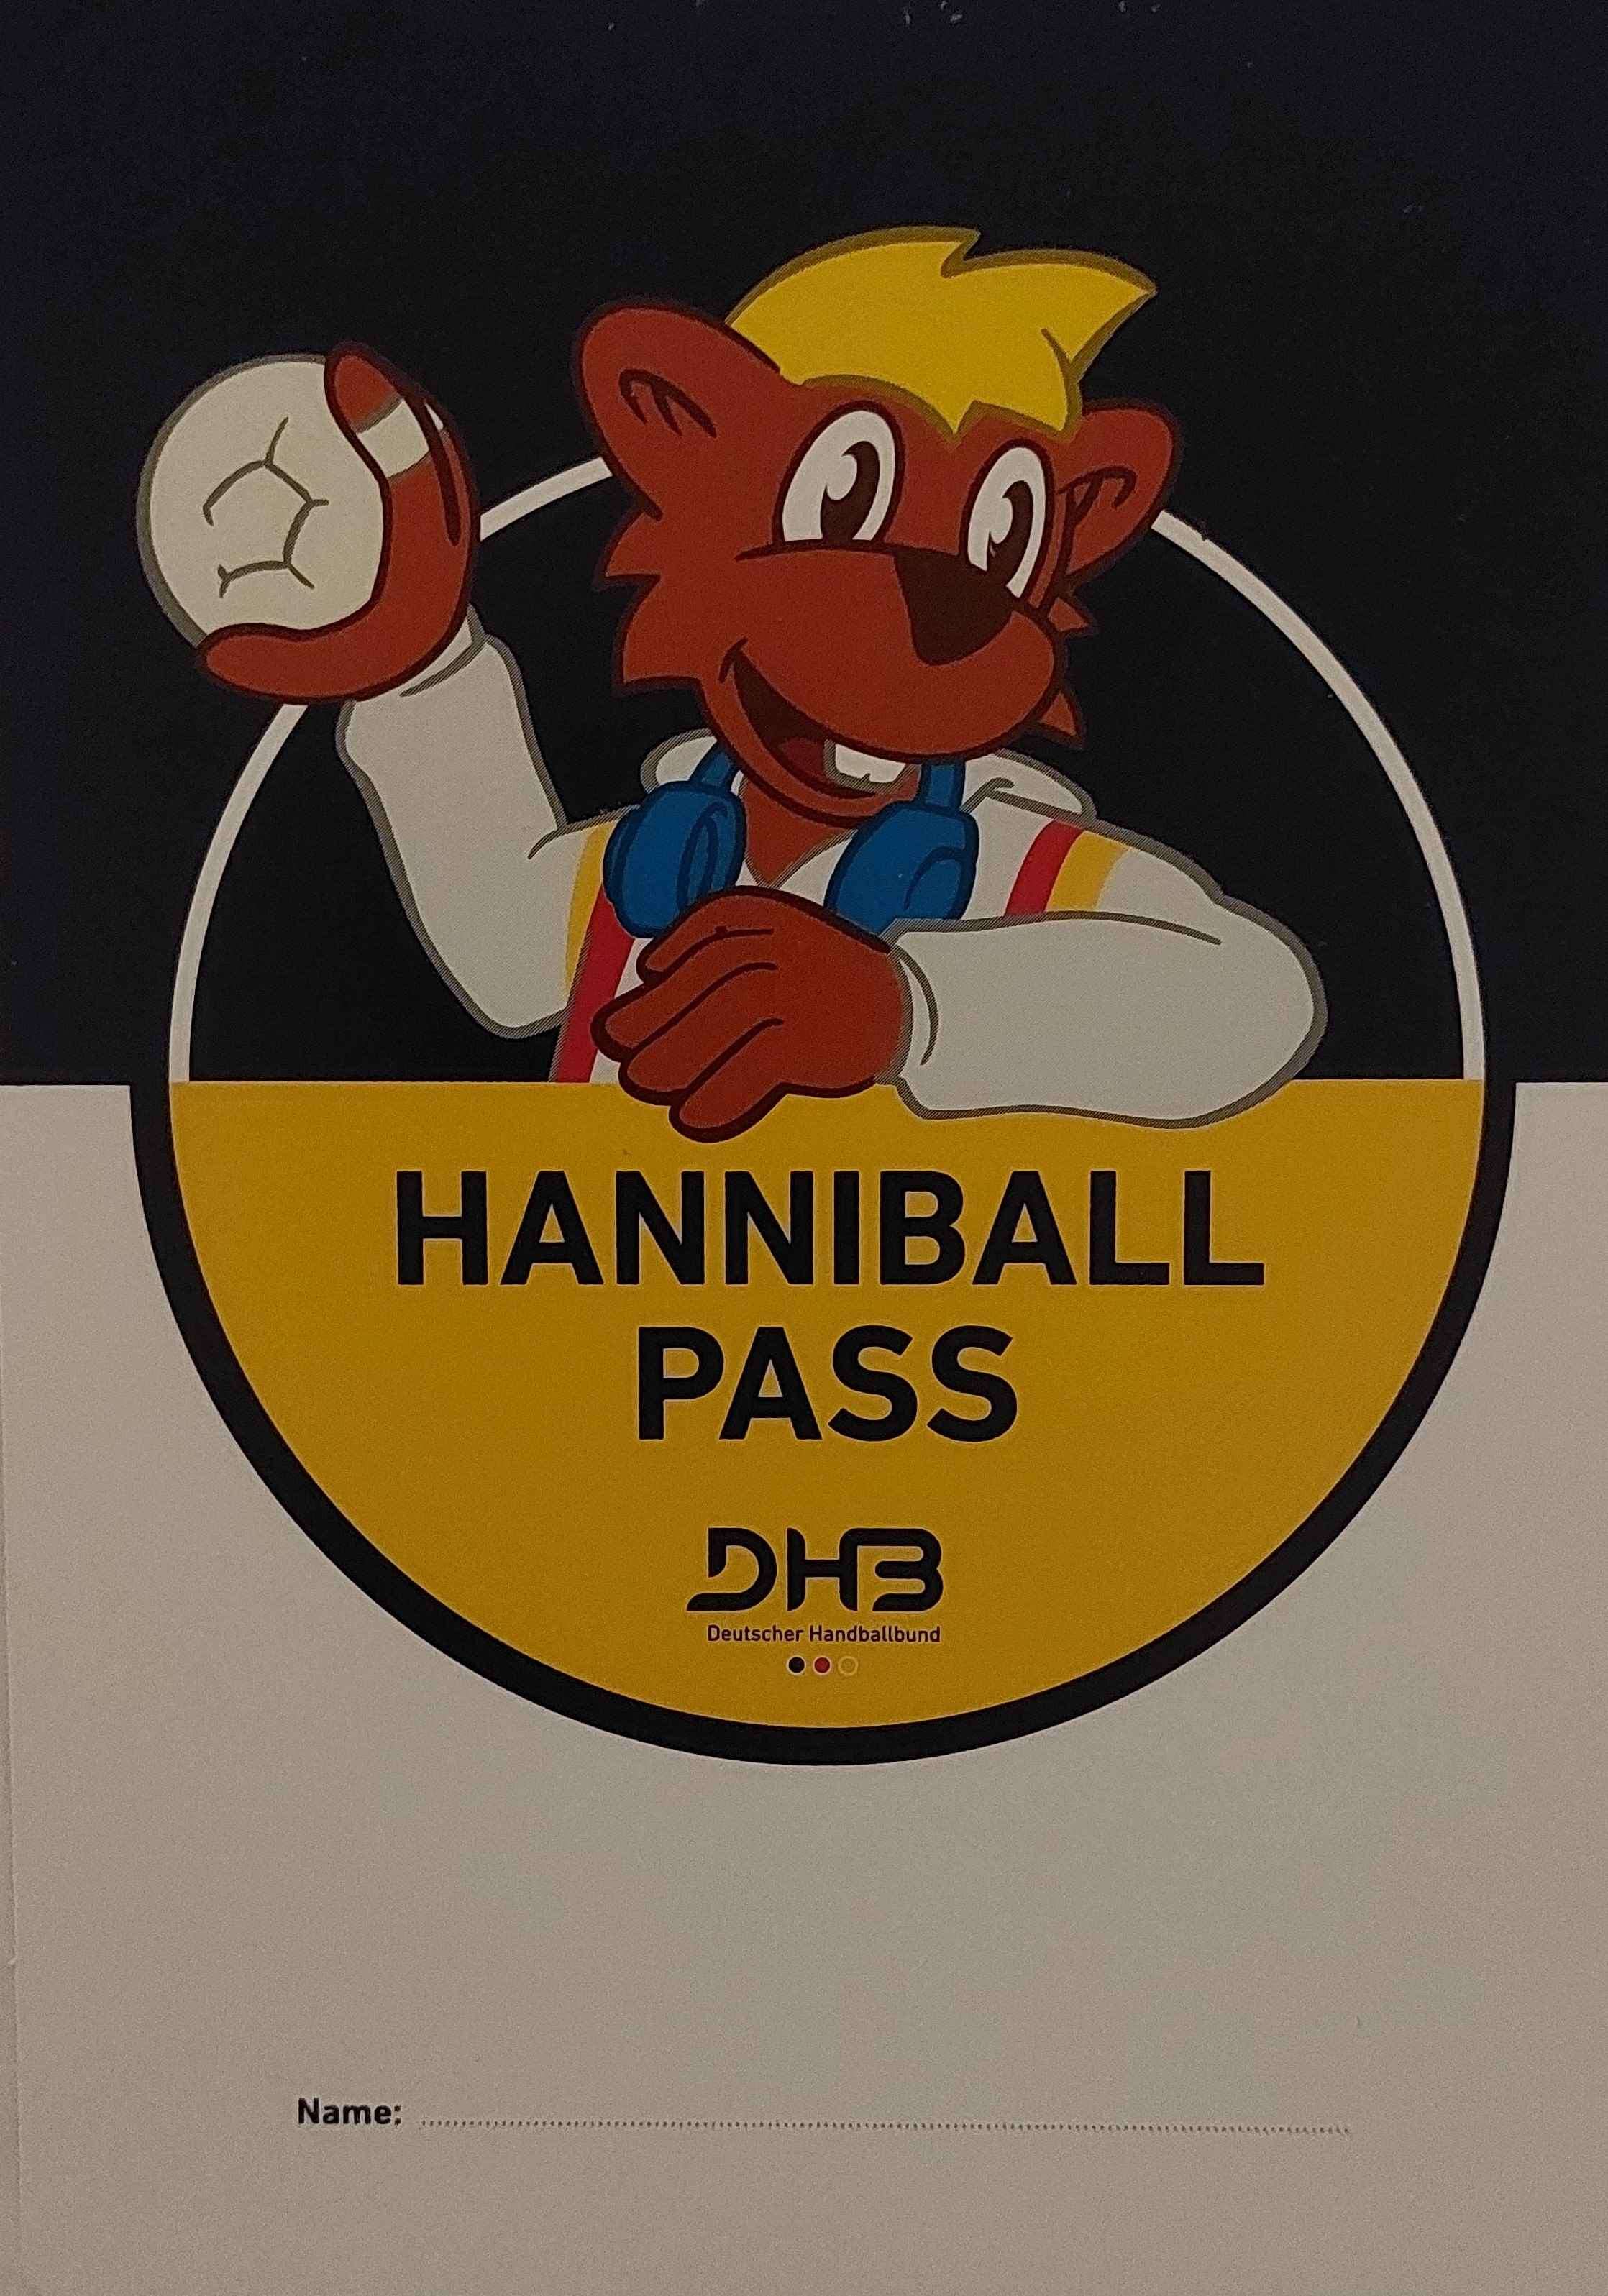 HANNIBALL
PASS
DHB
Deutscher Handballbund
Name: